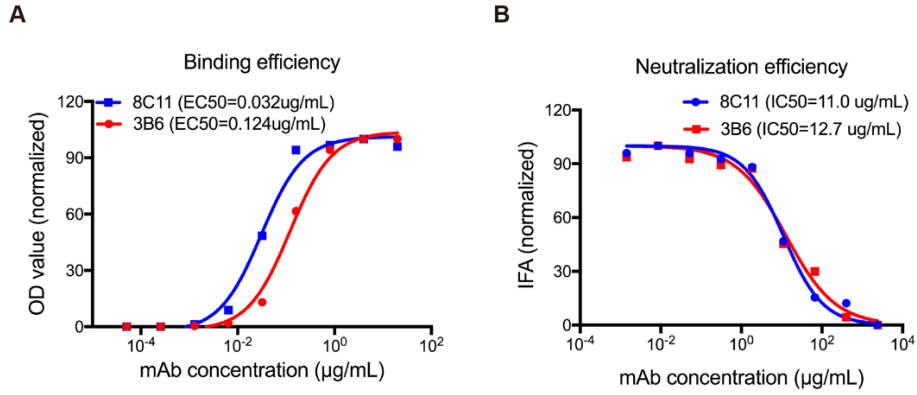 A
Binding efficiency
8C11 (EC50=0.032ug/mL)
3B6 (EC50=0.124ug/mL)
120
90
60
30
0
OD value (normalized)
10-4
10-2
100
102
mAb concentration (μg/mL)
B
Neutralization efficiency
8C11 (IC50=11.0 ug/mL)
3B6 (IC50=12.7 ug/mL)
120
90
60
30
0
IFA (normalized)
10-4
10-2
100
102
104
mAb concentration (μg/mL)